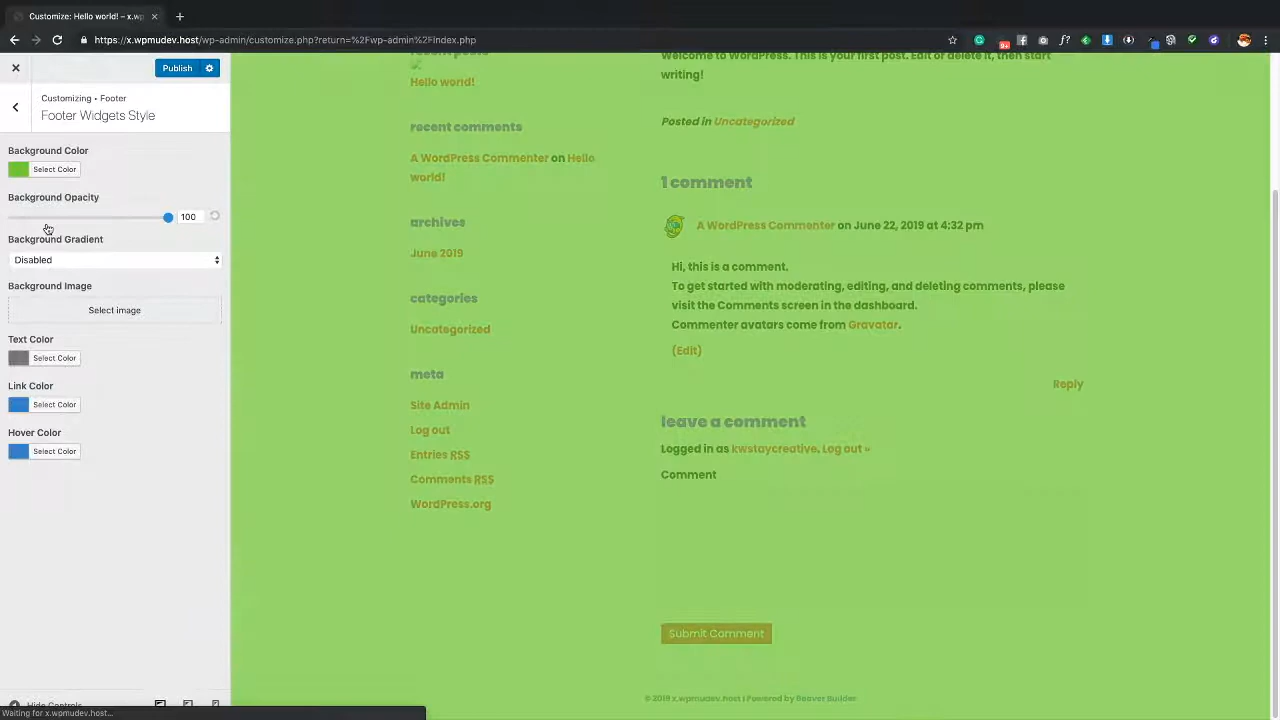 Customize: Hello world! – x.wp
https://x.wpmudev.host/wp-admin/customize.php?return=%2Fwp-admin%2Findex.php
Publish
Customizing • Footer
Footer Widgets Style
Background Color
Select Color
Background Opacity
100
Background Gradient
Disabled
Background Image
Select image
Text Color
Select Color
Link Color
Select Color
Hover Color
Select Color
Hide Controls
Waiting for x.wpmudev.host...
recent posts
Hello world!
recent comments
A WordPress Commenter on Hello
world!
archives
June 2019
categories
Uncategorized
meta
Site Admin
Log out
Entries RSS
Comments RSS
WordPress.org
Welcome to WordPress. This is your first post. Edit or delete it, then start
writing!
Posted in Uncategorized
1 comment
A WordPress Commenter on June 22, 2019 at 4:32 pm
Hi, this is a comment.
To get started with moderating, editing, and deleting comments, please
visit the Comments screen in the dashboard.
Commenter avatars come from Gravatar.
(Edit)
Reply
leave a comment
Logged in as kwstaycreative. Log out »
Comment
Submit Comment
© 2019 x.wpmudev.host | Powered by Beaver Builder